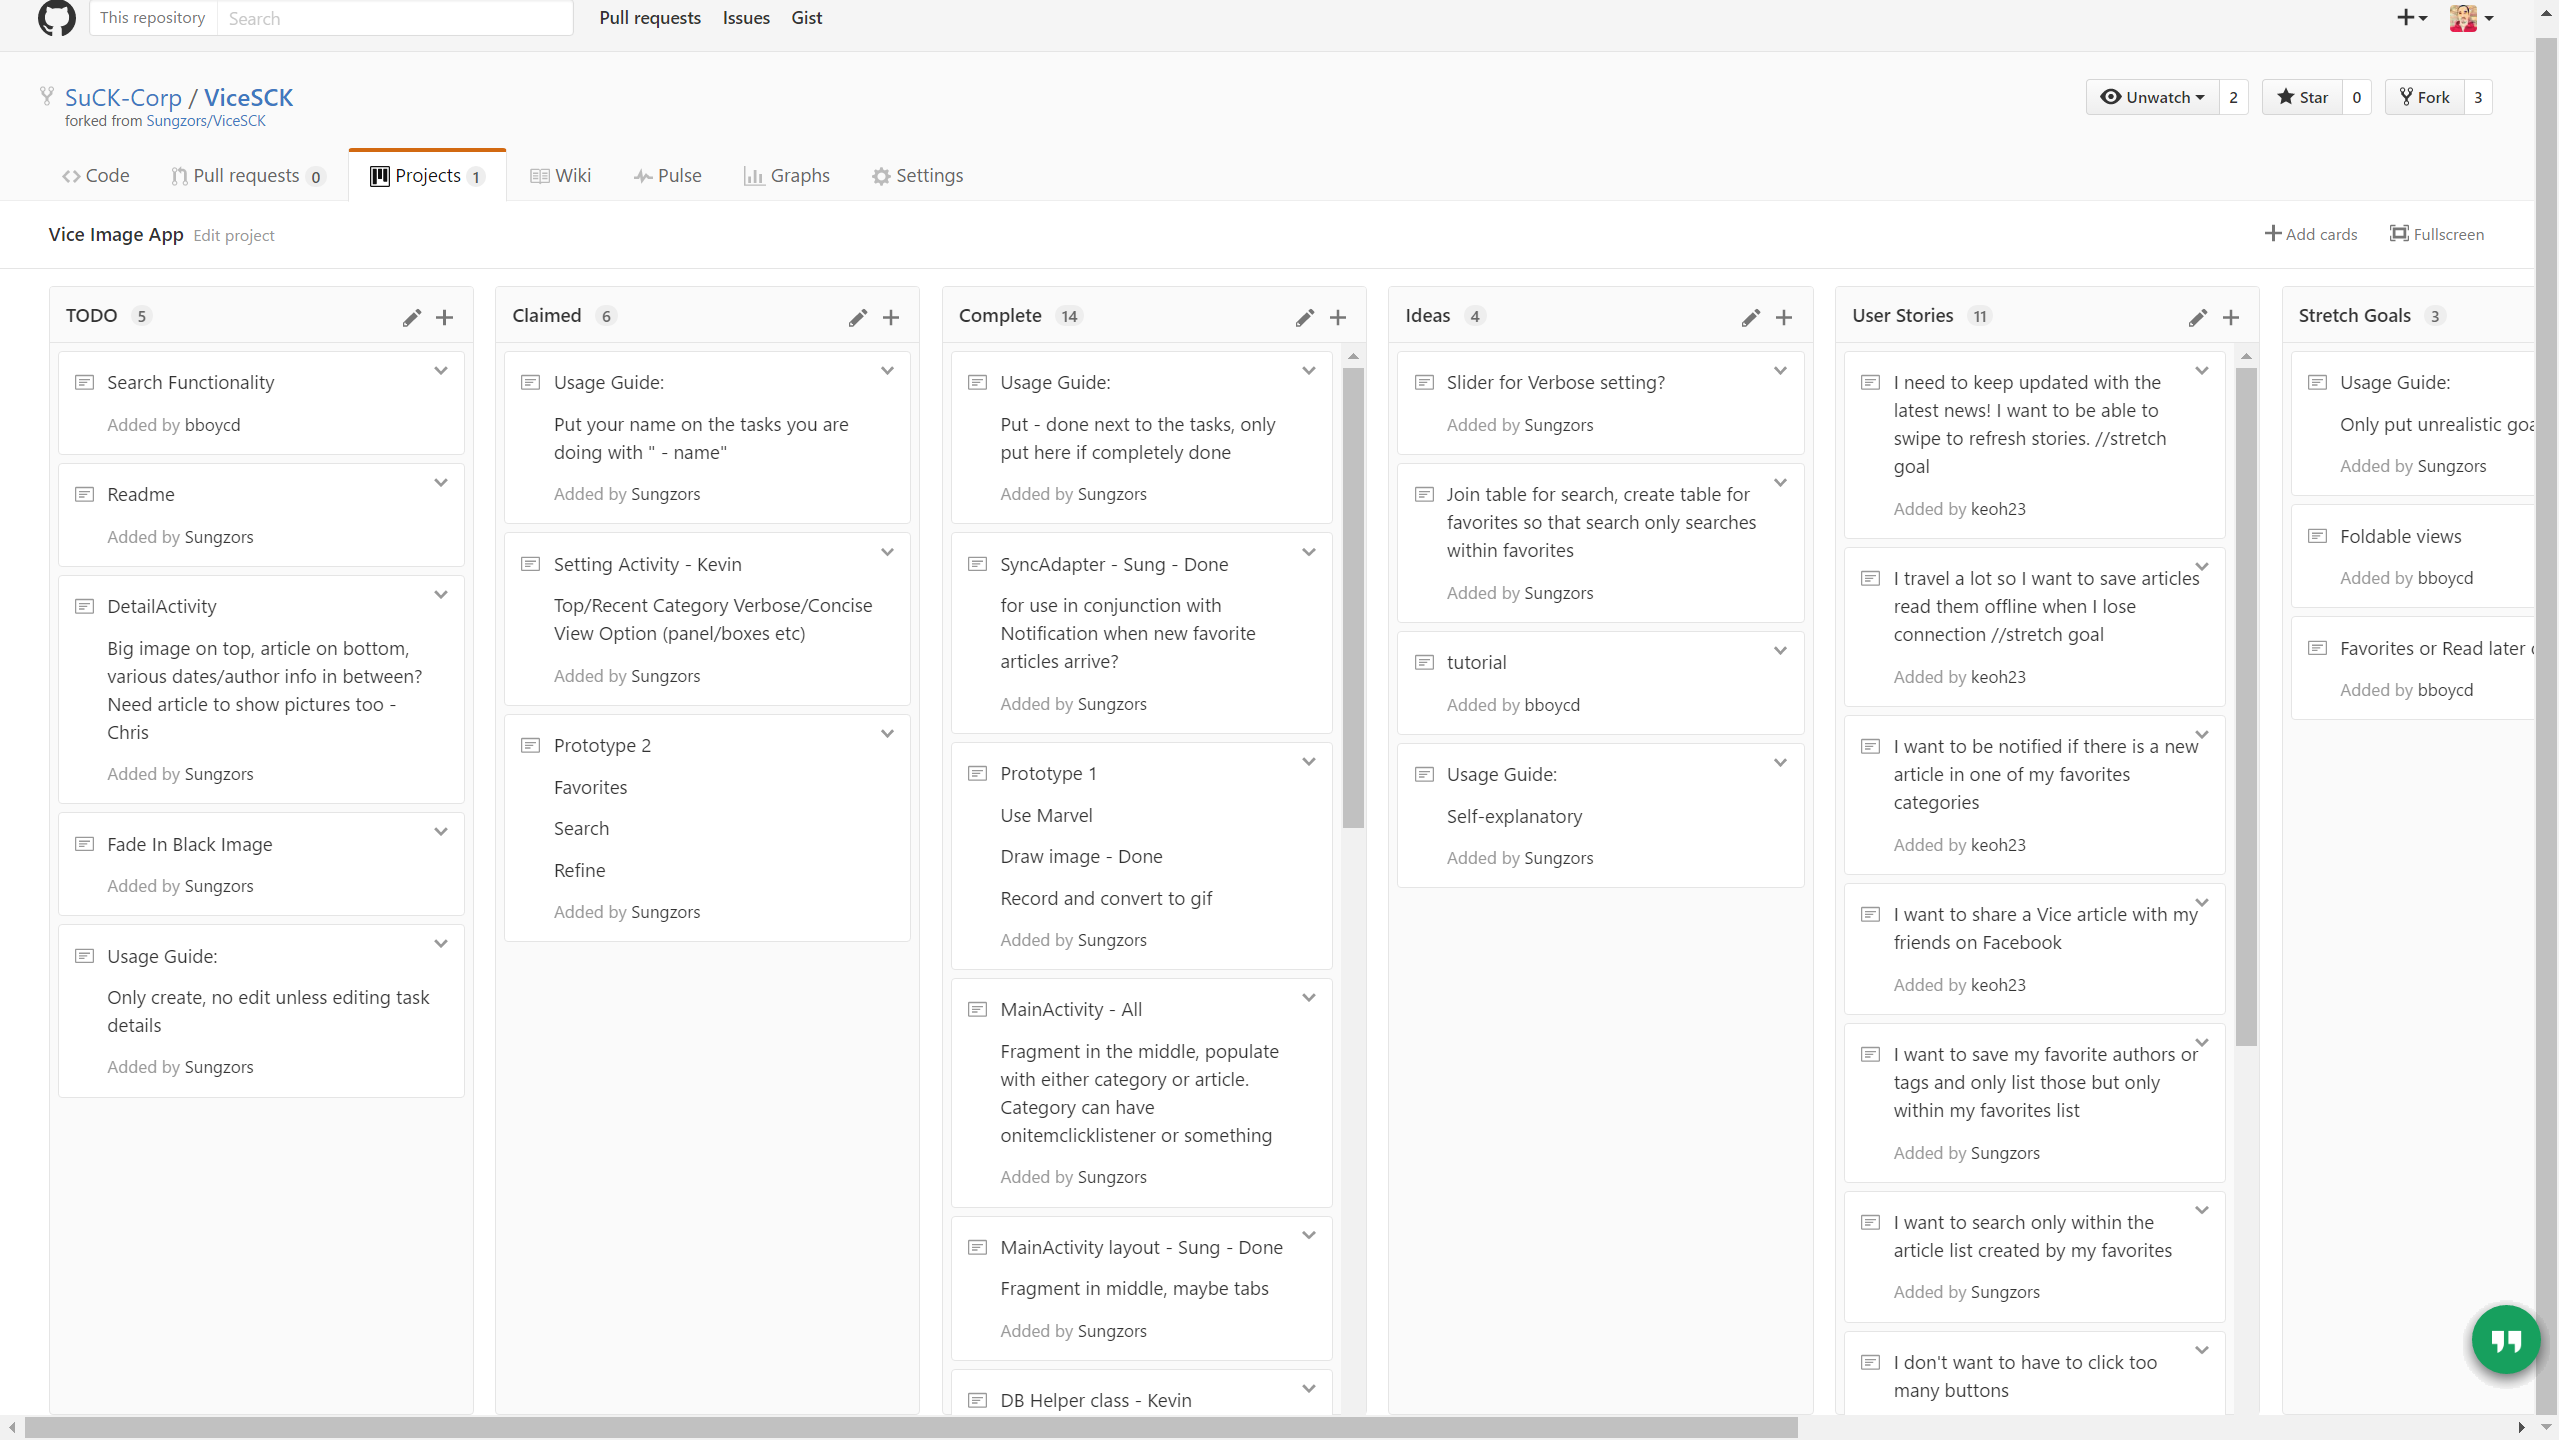 This repository
Search
Pull requests
Issues
Gist
SuCK-Corp / ViceSCK
forked from Sungzors/ViceSCK
Unwatch 2
Star 0
Fork 3
Code
Pull requests 0
Projects 1
Wiki
Pulse
Graphs
Settings
Vice Image App Edit project
Add cards
Fullscreen
TODO 5
Search Functionality
Added by bboycd
Readme
Added by Sungzors
DetailActivity
Big image on top, article on bottom,
various dates/author info in between?
Need article to show pictures too -
Chris
Added by Sungzors
Fade In Black Image
Added by Sungzors
Usage Guide:
Only create, no edit unless editing task
details
Added by Sungzors
Claimed 6
Usage Guide:
Put your name on the tasks you are
doing with " - name"
Added by Sungzors
Setting Activity - Kevin
Top/Recent Category Verbose/Concise
View Option (panel/boxes etc)
Added by Sungzors
Prototype 2
Favorites
Search
Refine
Added by Sungzors
Complete 14
Usage Guide:
Put - done next to the tasks, only
put here if completely done
Added by Sungzors
SyncAdapter - Sung - Done
for use in conjunction with
Notification when new favorite
articles arrive?
Added by Sungzors
Prototype 1
Use Marvel
Draw image - Done
Record and convert to gif
Added by Sungzors
MainActivity - All
Fragment in the middle, populate
with either category or article.
Category can have
onitemclicklistener or something
Added by Sungzors
MainActivity layout - Sung - Done
Fragment in middle, maybe tabs
Added by Sungzors
DB Helper class - Kevin
Ideas 4
Slider for Verbose setting?
Added by Sungzors
Join table for search, create table for
favorites so that search only searches
within favorites
Added by Sungzors
tutorial
Added by bboycd
Usage Guide:
Self-explanatory
Added by Sungzors
User Stories 11
I need to keep updated with the
latest news! I want to be able to
swipe to refresh stories. //stretch
goal
Added by keoh23
I travel a lot so I want to save articles
read them offline when I lose
connection //stretch goal
Added by keoh23
I want to be notified if there is a new
article in one of my favorites
categories
Added by keoh23
I want to share a Vice article with my
friends on Facebook
Added by keoh23
I want to save my favorite authors or
tags and only list those but only
within my favorites list
Added by Sungzors
I want to search only within the
article list created by my favorites
Added by Sungzors
I don't want to have to click too
many buttons
Stretch Goals 3
Usage Guide:
Only put unrealistic
Added by Sungzors
Foldable views
Added by bboycd
Favorites or Read later
Added by bboycd